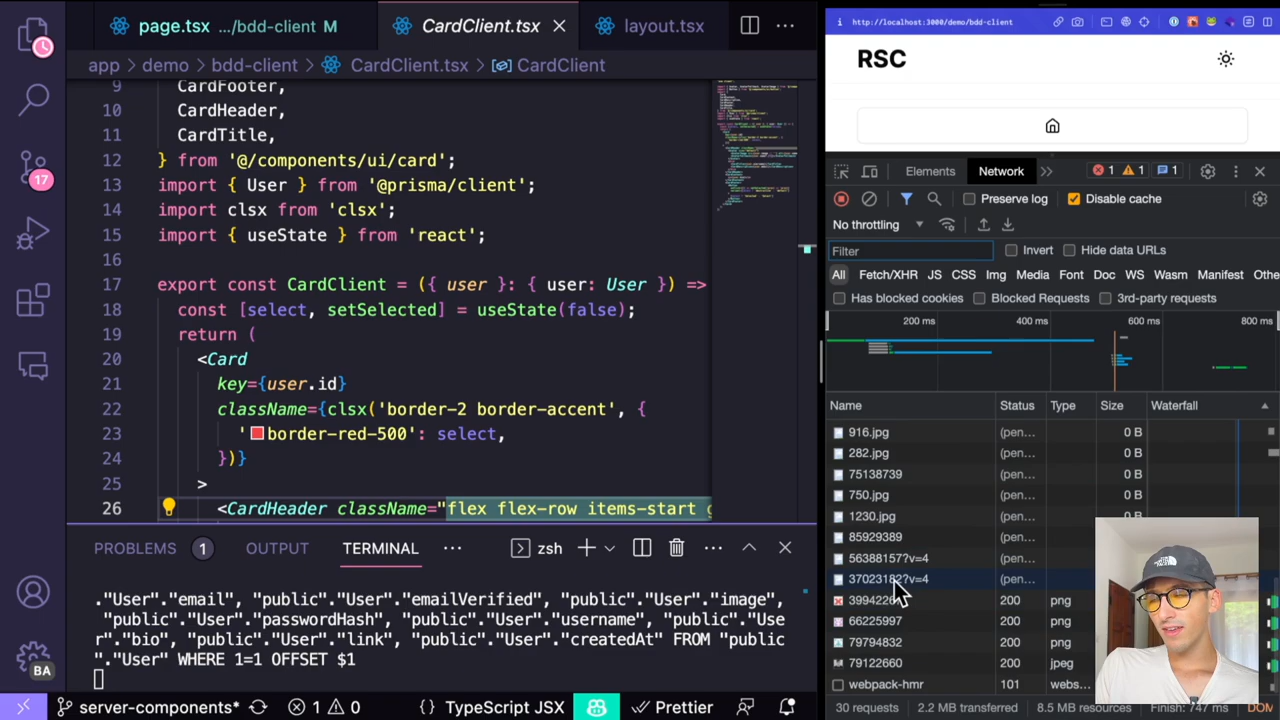 page.tsx .../bdd-client M
CardClient.tsx
layout.tsx
app > demo > bdd-client > CardClient.tsx > CardClient
9 CardFooter,
10 CardHeader,
11 CardTitle,
12 } from '@/components/ui/card';
13 import { User } from '@prisma/client';
14 import clsx from 'clsx';
15 import { useState } from 'react';
16
17 export const CardClient = ({ user }: { user: User }) =>
18 const [select, setSelected] = useState(false);
19 return (
20 <Card
21 key={user.id}
22 className={clsx('border-2 border-accent', {
23 'border-red-500': select,
24 })}
25 >
26 <CardHeader className="flex flex-row items-start
17
PROBLEMS 1 OUTPUT TERMINAL
zsh
."User"."email", "public"."User"."emailVerified", "public"."User"."image",
"public"."User"."passwordHash", "public"."User"."username", "public"."Use
r"."bio", "public"."User"."link", "public"."User"."createdAt" FROM "public
"."User" WHERE 1=1 OFFSET $1
BA
server-components* 1 0 { } TypeScript JSX Prettier
http://localhost:3000/demo/bdd-client
RSC
Elements Network 1 1 1
Preserve log Disable cache
No throttling
Filter Invert Hide data URLs
All Fetch/XHR JS CSS Img Media Font Doc WS Wasm Manifest Othe
Has blocked cookies Blocked Requests 3rd-party requests
200 ms 400 ms 600 ms 800 ms
Name Status Type Size Waterfall
916.jpg (pen... 0 B
282.jpg (pen... 0 B
75138739 (pen... 0 B
750.jpg (pen... 0 B
1230.jpg (pen... 0 B
85929389 (pen...
56388157?v=4 (pen...
37023182?v=4 (pen...
200 png
66225997 200 png
79794832 200 png
79122660 200 jpeg
webpack-hmr 101 webs...
30 requests 2.2 MB transferred 8.5 MB resources Finish: 747 ms DOM